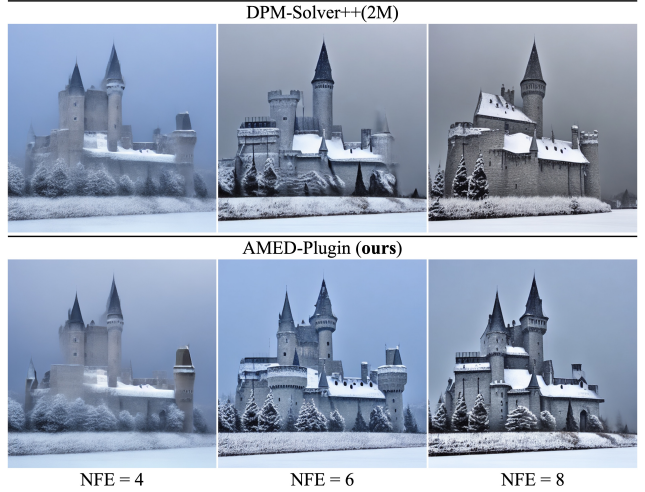 DPM-Solver++(2M)
AMED-Plugin (ours)
NFE = 4
NFE = 6
NFE = 8